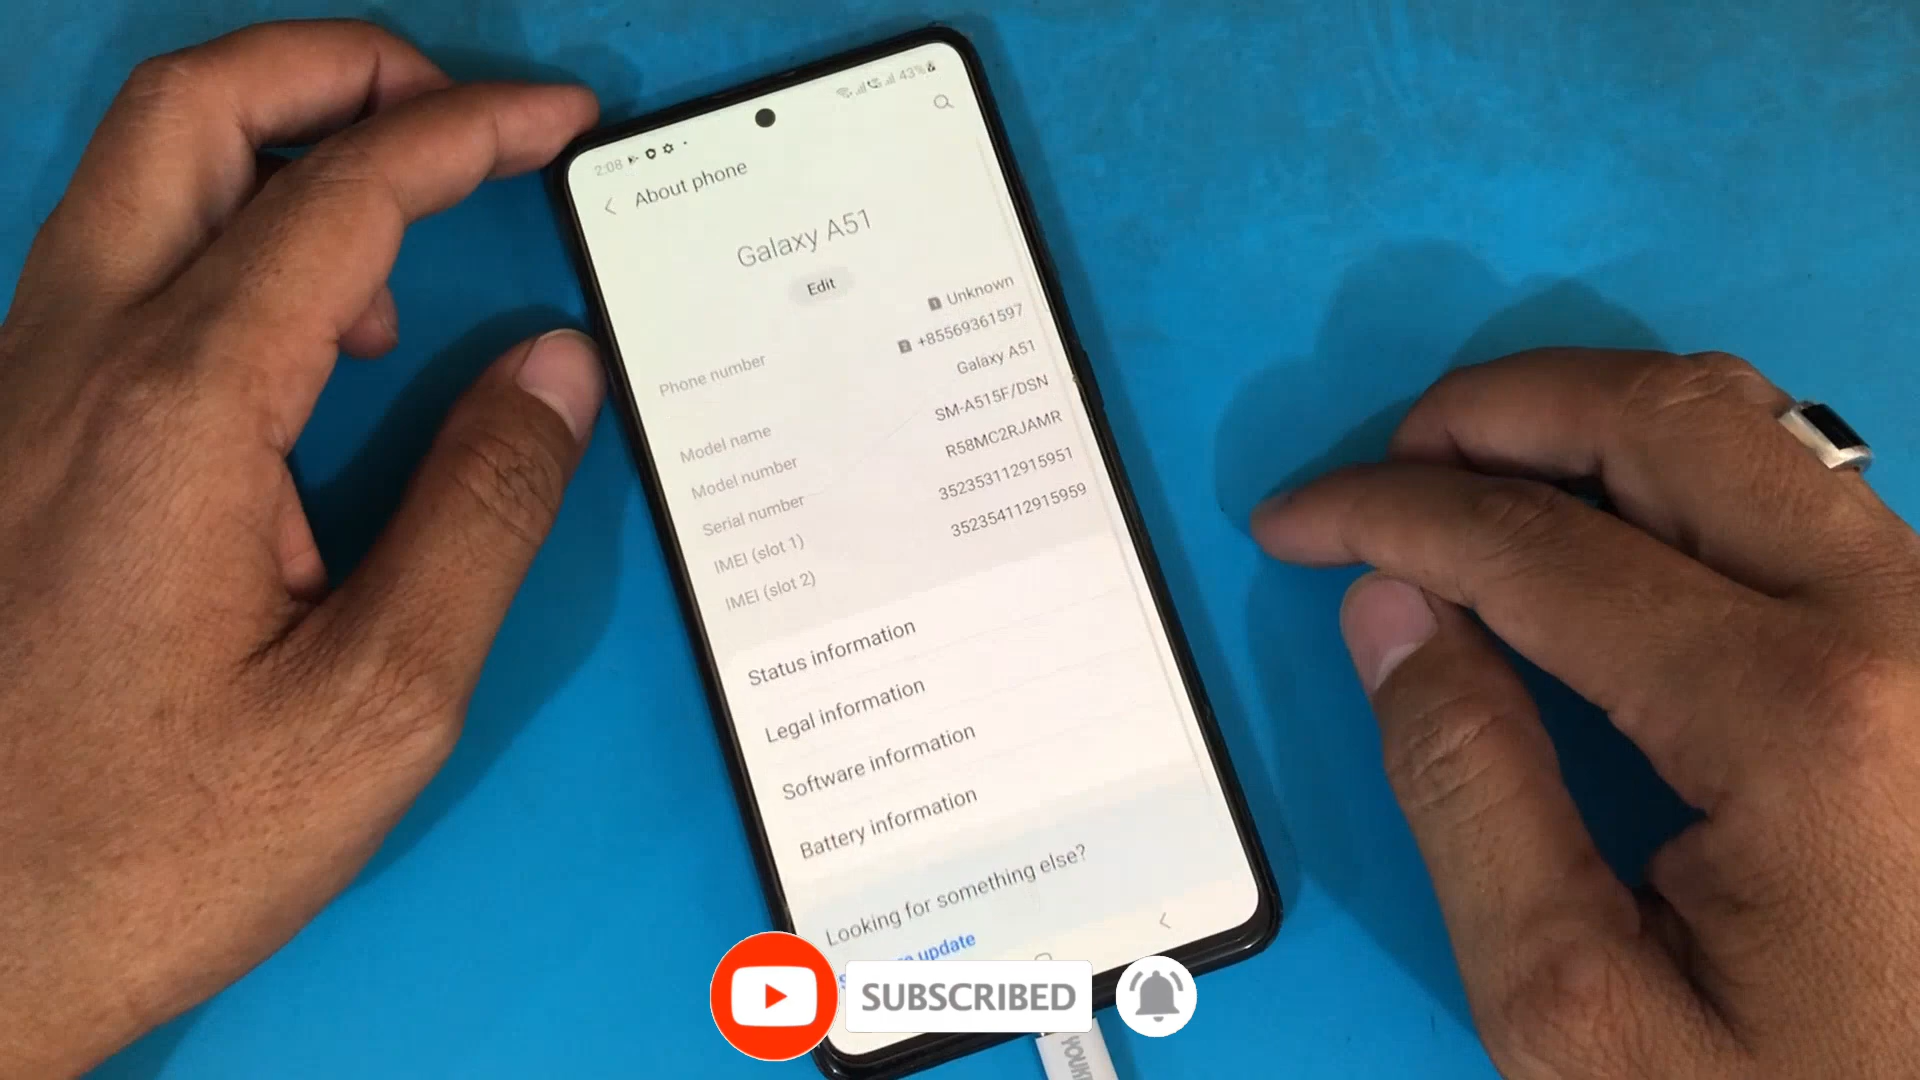 2:08
43%
About phone
Galaxy A51
Edit
Phone number
Unknown
+85569361597
Model name
Galaxy A51
Model number
SM-A515F/DSN
Serial number
R58MC2RJAMR
IMEI (slot 1)
352353112915951
IMEI (slot 2)
352354112915959
Status information
Legal information
Software information
Battery information
Looking for something else?
update
SUBSCRIBED